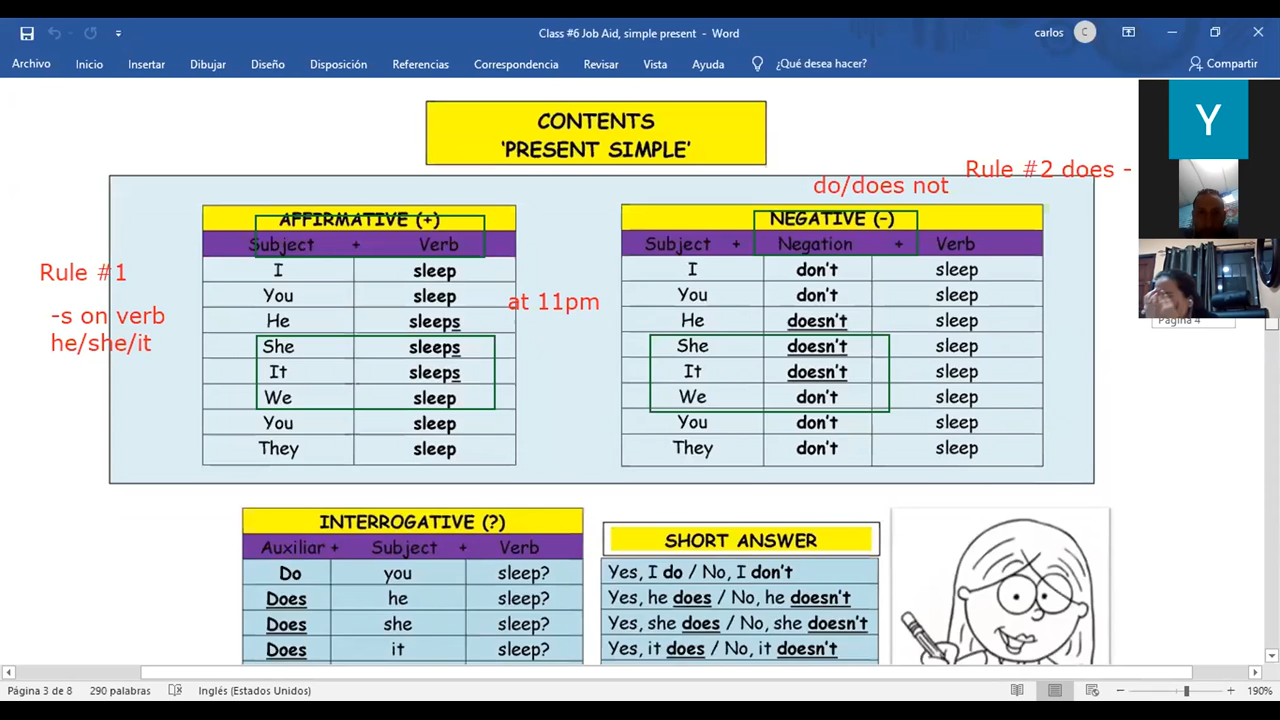 Class #6 Job Aid, simple present - Word
carlos C
Archivo Inicio Insertar Dibujar Diseño Disposición Referencias Correspondencia Revisar Vista Ayuda ¿Qué desea hacer? Compartir
Y
CONTENTS
'PRESENT SIMPLE'
Rule #2 does -
do/does not
Rule #1
-s on verb
he/she/it
at 11pm
AFFIRMATIVE (+)
Subject + Verb
I sleep
You sleep
He sleeps
She sleeps
It sleeps
We sleep
You sleep
They sleep
NEGATIVE (-)
Subject + Negation + Verb
I don't sleep
You don't sleep
He doesn't sleep
She doesn't sleep
It doesn't sleep
We don't sleep
You don't sleep
They don't sleep
Página 4
INTERROGATIVE (?)
Auxiliar + Subject + Verb
Do you sleep?
Does he sleep?
Does she sleep?
Does it sleep?
SHORT ANSWER
Yes, I do / No, I don't
Yes, he does / No, he doesn't
Yes, she does / No, she doesn't
Yes, it does / No, it doesn't
Página 3 de 8 290 palabras Inglés (Estados Unidos) 190%